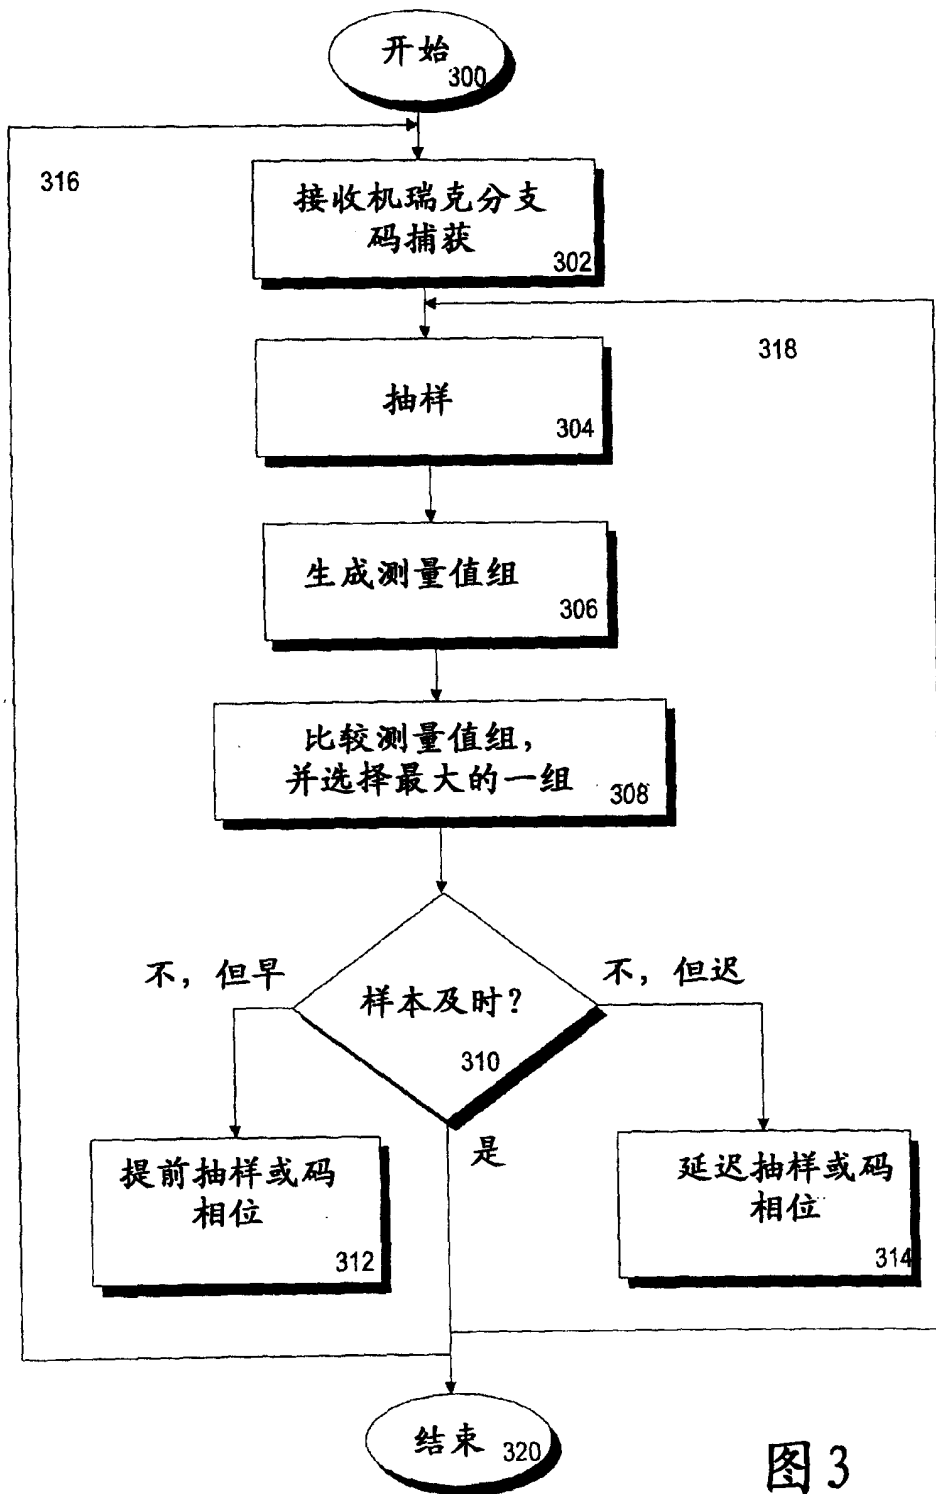 开始
300
316
接收机瑞克分支
码捕获
302
318
抽样
304
生成测量值组
306
比较测量值组，
并选择最大的一组
308
不，但早
不，但迟
样本及时？
310
是
提前抽样或码
相位
312
延迟抽样或码
相位
314
结束
320
图3